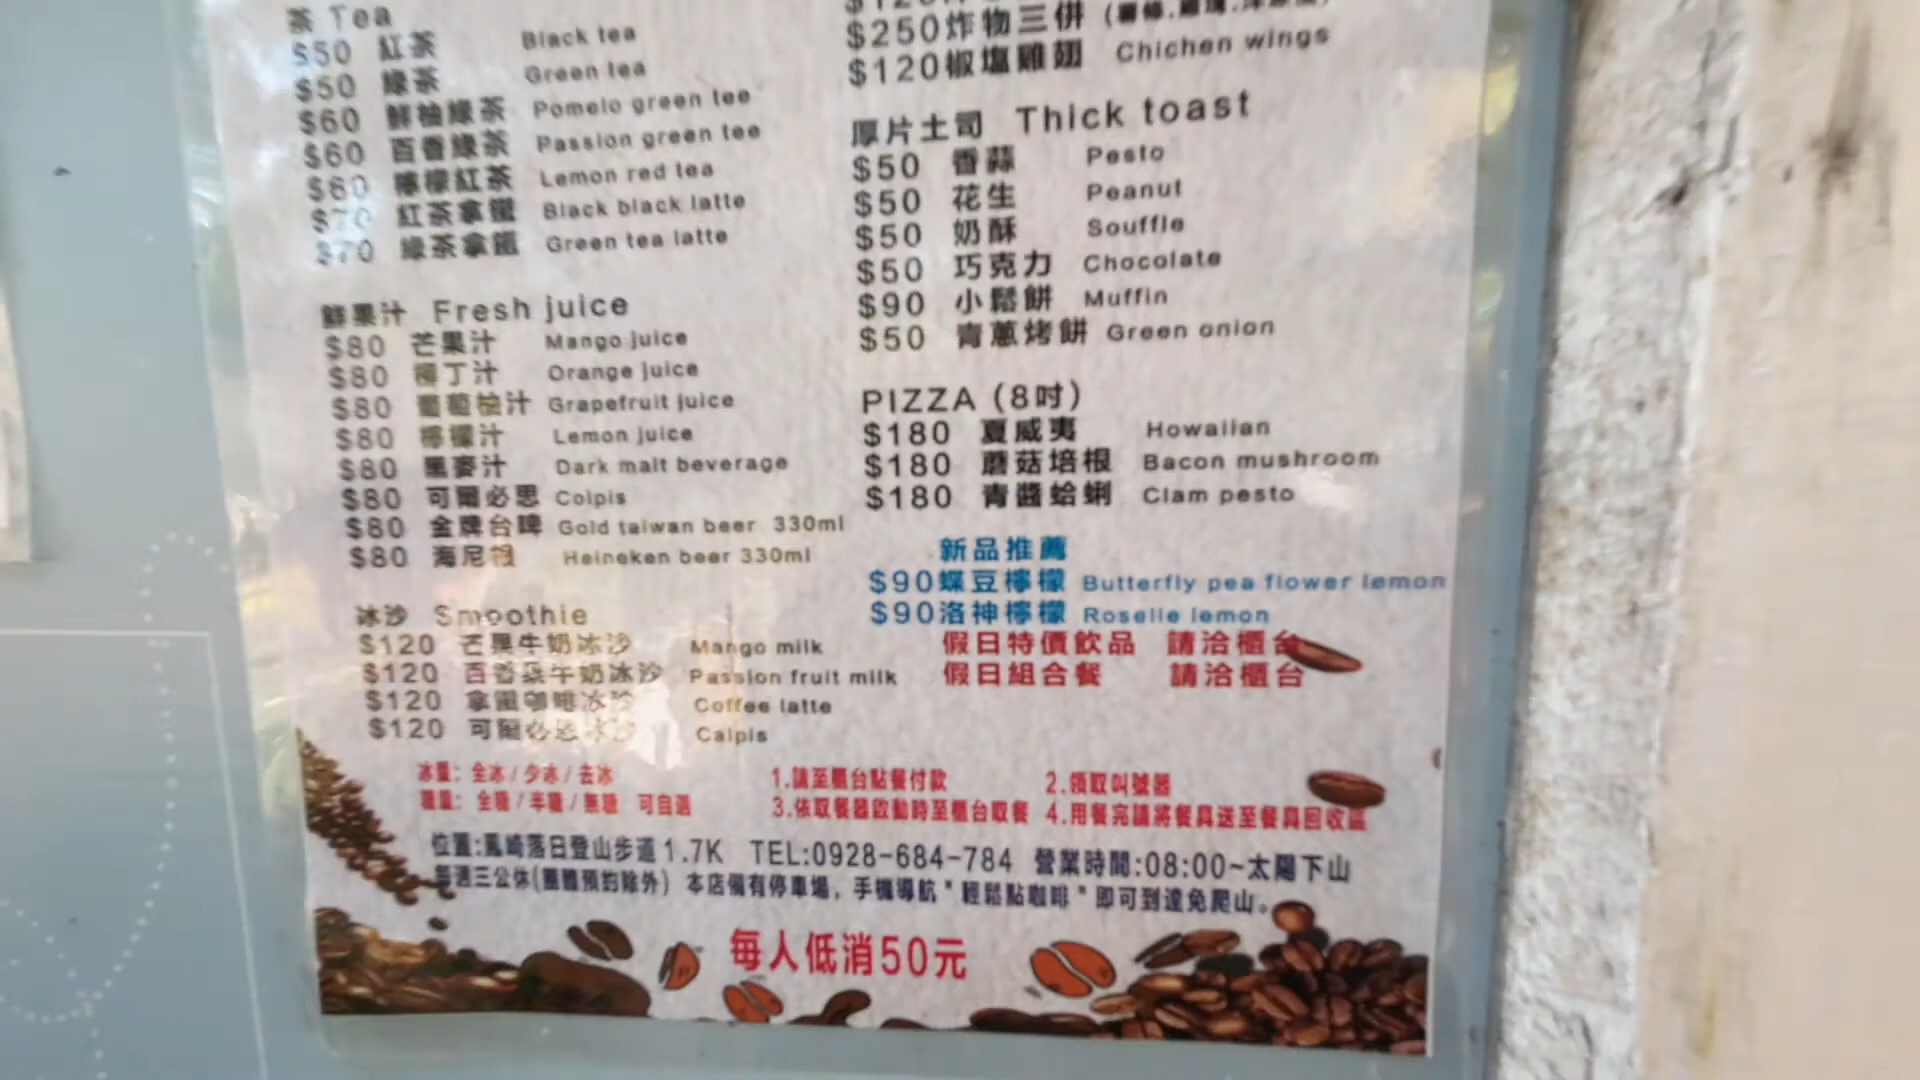 茶 Tea
$50 紅茶 Black tea
$50 綠茶 Green tea
$60 鮮柚綠茶 Pomelo green tee
$60 百香綠茶 Passion green tee
$60 檸檬紅茶 Lemon red tea
$70 紅茶拿鐵 Black black latte
$70 綠茶拿鐵 Green tea latte
鮮果汁 Fresh juice
$80 芒果汁 Mango juice
$80 柳丁汁 Orange juice
$80 葡萄柚汁 Grapefruit juice
$80 檸檬汁 Lemon juice
$80 黑麥汁 Dark malt beverage
$80 可爾必思 Colpis
$80 金牌台啤 Gold taiwan beer 330ml
$80 海尼根 Heineken beer 330ml
冰沙 Smoothie
$120 芒果牛奶冰沙 Mango milk
$120 百香果牛奶冰沙 Passion fruit milk
$120 拿鐵咖啡冰沙 Coffee latte
$120 可爾必思冰沙 Calpis
$250炸物三併
$120椒塩雞翅 Chichen wings
厚片土司 Thick toast
$50 香蒜 Pesto
$50 花生 Peanut
$50 奶酥 Souffle
$50 巧克力 Chocolate
$90 小鬆餅 Muffin
$50 青蔥烤餅 Green onion
PIZZA (8吋)
$180 夏威夷 Howaiian
$180 蘑菇培根 Bacon mushroom
$180 青醬蛤蜊 Clam pesto
新品推薦
$90蝶豆檸檬 Butterfly pea flower lemon
$90洛神檸檬 Roselle lemon
假日特價飲品 請洽櫃台
假日組合餐 請洽櫃台
冰量: 全冰/少冰/去冰
糖量: 全糖/半糖/無糖 可自選
1.請至櫃台點餐付款 2.領取叫號器
3.依取餐器啟動時至櫃台取餐 4.用餐完請將餐具送至餐具回收區
位置:鳳崎落日登山步道1.7K TEL:0928-684-784 營業時間:08:00~太陽下山
每週三公休(團體預約除外) 本店備有停車場,手機導航"輕鬆點咖啡"即可到達免爬山。
每人低消50元